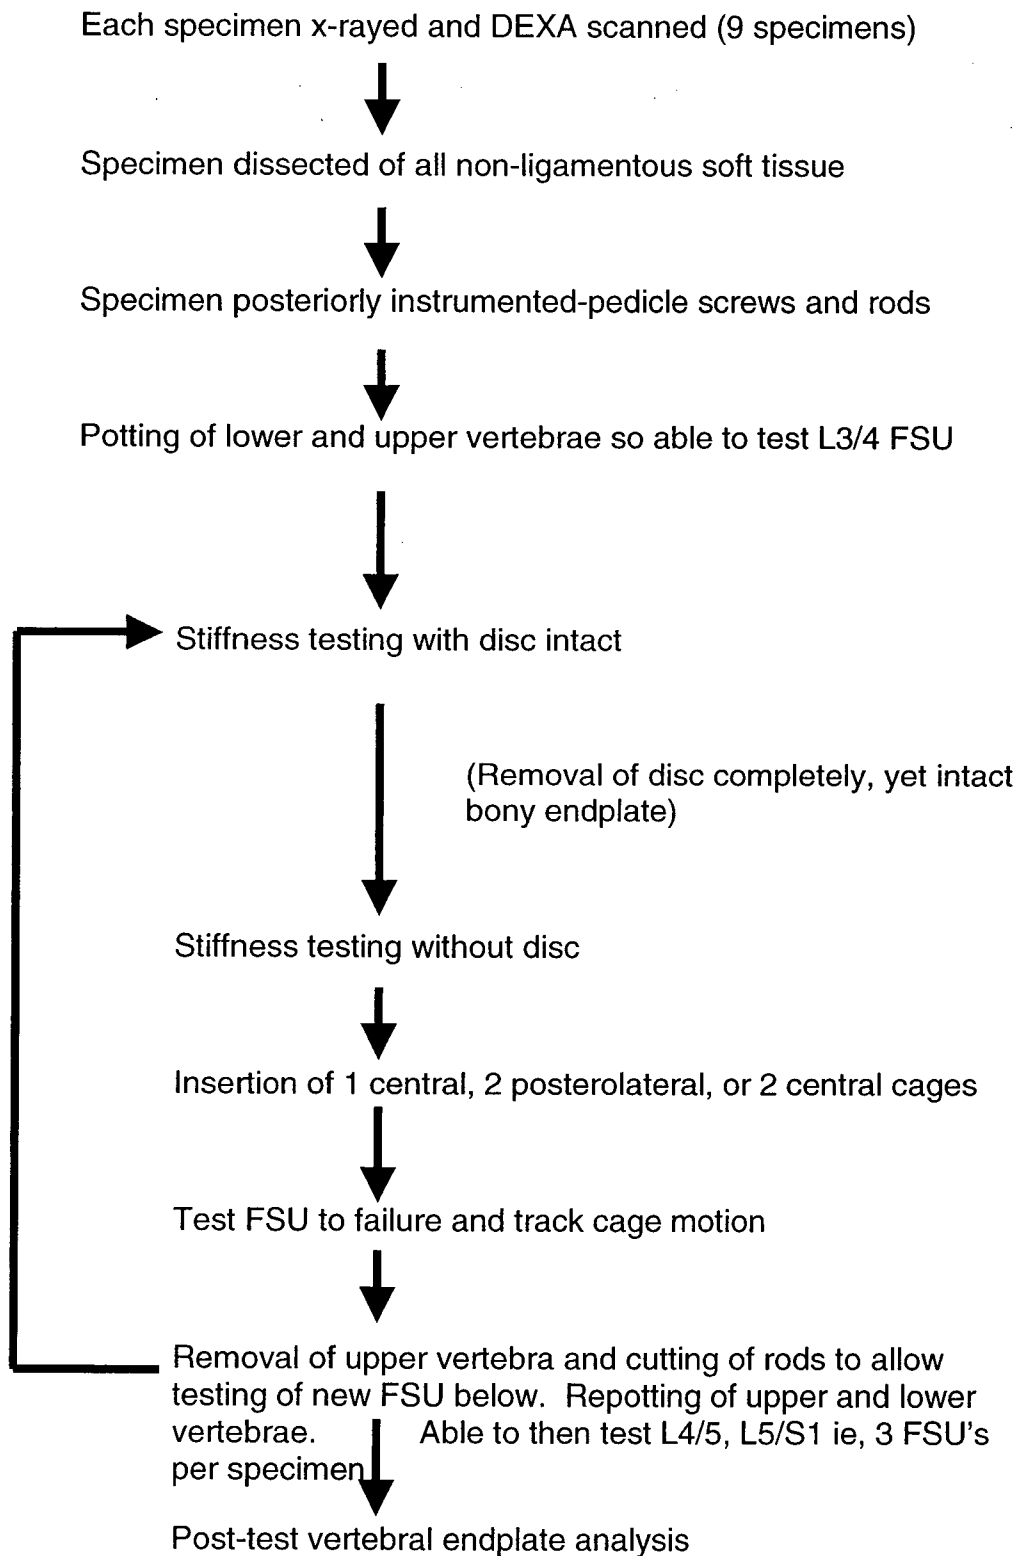 Each specimen x-rayed and DEXA scanned (9 specimens)
Specimen dissected of all non-ligamentous soft tissue
Specimen posteriorly instrumented-pedicle screws and rods
Potting of lower and upper vertebrae so able to test L3/4 FSU
Stiffness testing with disc intact
(Removal of disc completely, yet intact
bony endplate)
Stiffness testing without disc
Insertion of 1 central, 2 posterolateral, or 2 central cages
Test FSU to failure and track cage motion
Removal of upper vertebra and cutting of rods to allow
testing of new FSU below. Repotting of upper and lower
vertebrae. Able to then test L4/5, L5/S1 ie, 3 FSU's
per specimen
Post-test vertebral endplate analysis